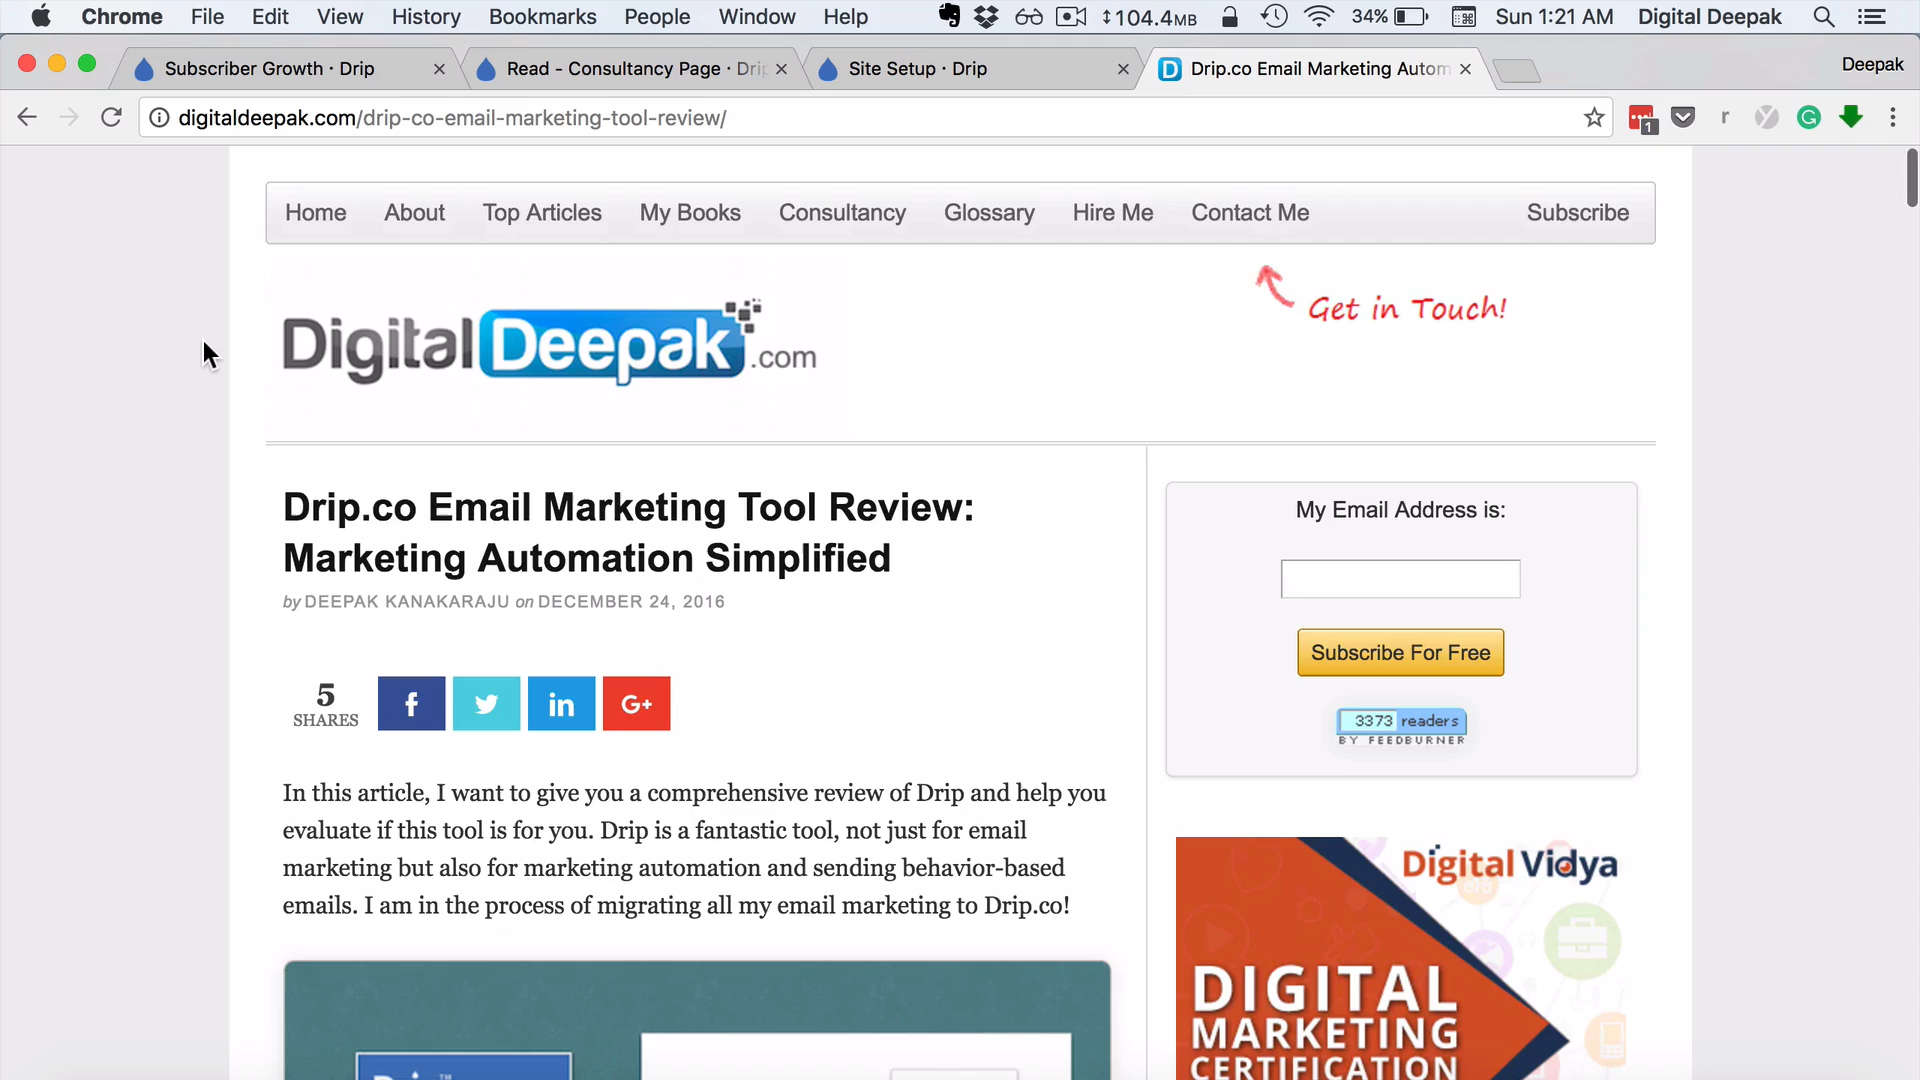 Chrome File Edit View History Bookmarks People Window Help 104.4MB 34% Sun 1:21 AM Digital Deepak
Subscriber Growth · Drip
Read - Consultancy Page · Drip
Site Setup · Drip
Drip.co Email Marketing Autom
Deepak
digitaldeepak.com/drip-co-email-marketing-tool-review/
1
r
Home About Top Articles My Books Consultancy Glossary Hire Me Contact Me Subscribe
Get in Touch!
DigitalDeepak.com
Drip.co Email Marketing Tool Review:
Marketing Automation Simplified
by DEEPAK KANAKARAJU on DECEMBER 24, 2016
5
SHARES
f
in
G+
In this article, I want to give you a comprehensive review of Drip and help you
evaluate if this tool is for you. Drip is a fantastic tool, not just for email
marketing but also for marketing automation and sending behavior-based
emails. I am in the process of migrating all my email marketing to Drip.co!
My Email Address is:
Subscribe For Free
3373 readers
BY FEEDBURNER
Digital Vidya
DIGITAL
MARKETING
CERTIFICATION